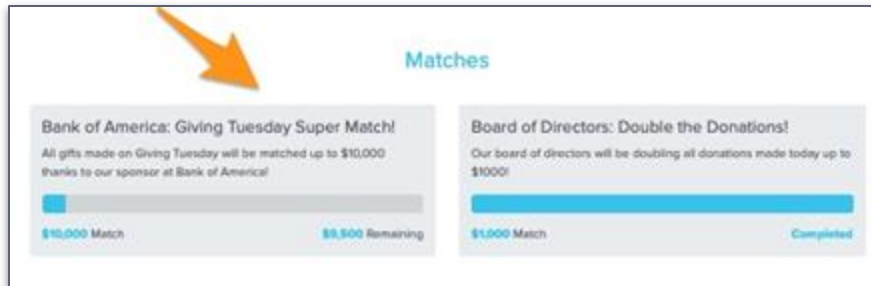 Matches
Bank of America: Giving Tuesday Super Match!
All gifts made on Giving Tuesday will be matched up to $10,000
thanks to our sponsor at Bank of America!
$10,000 Match
$9,500 Remaining
Board of Directors: Double the Donations!
Our board of directors will be doubling all donations made today up to
$1000!
$1,000 Match
Completed